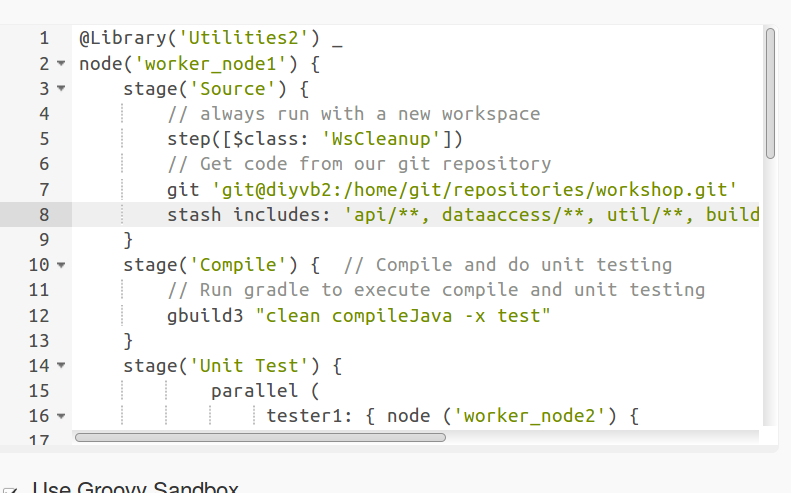 1 @Library('Utilities2') _
2 node('worker_node1') {
3 stage('Source') {
4 // always run with a new workspace
5 step([$class: 'WsCleanup'])
6 // Get code from our git repository
7 git 'git@diyvb2:/home/git/repositories/workshop.git'
8 stash includes: 'api/**, dataaccess/**, util/**, build
9 }
10 stage('Compile') { // Compile and do unit testing
11 // Run gradle to execute compile and unit testing
12 gbuild3 "clean compileJava -x test"
13 }
14 stage('Unit Test') {
15 parallel (
16 tester1: { node ('worker_node2') {
17
Use Groovy Sandbox